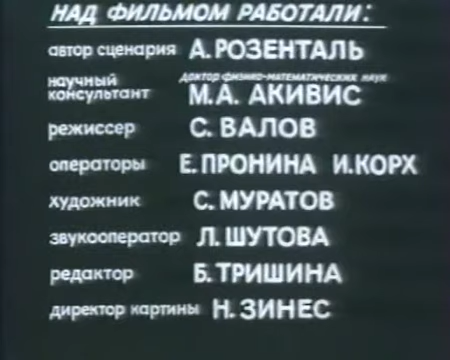 НАД ФИЛЬМОМ РАБОТАЛИ:
автор сценария А.РОЗЕНТАЛЬ
доктор физико-математических наук
научный консультант М.А. АКИВИС
режиссер С. ВАЛОВ
операторы Е.ПРОНИНА И.КОРХ
художник С.МУРАТОВ
звукооператор Л.ШУТОВА
редактор Б.ТРИШИНА
директор картины Н.ЗИНЕС